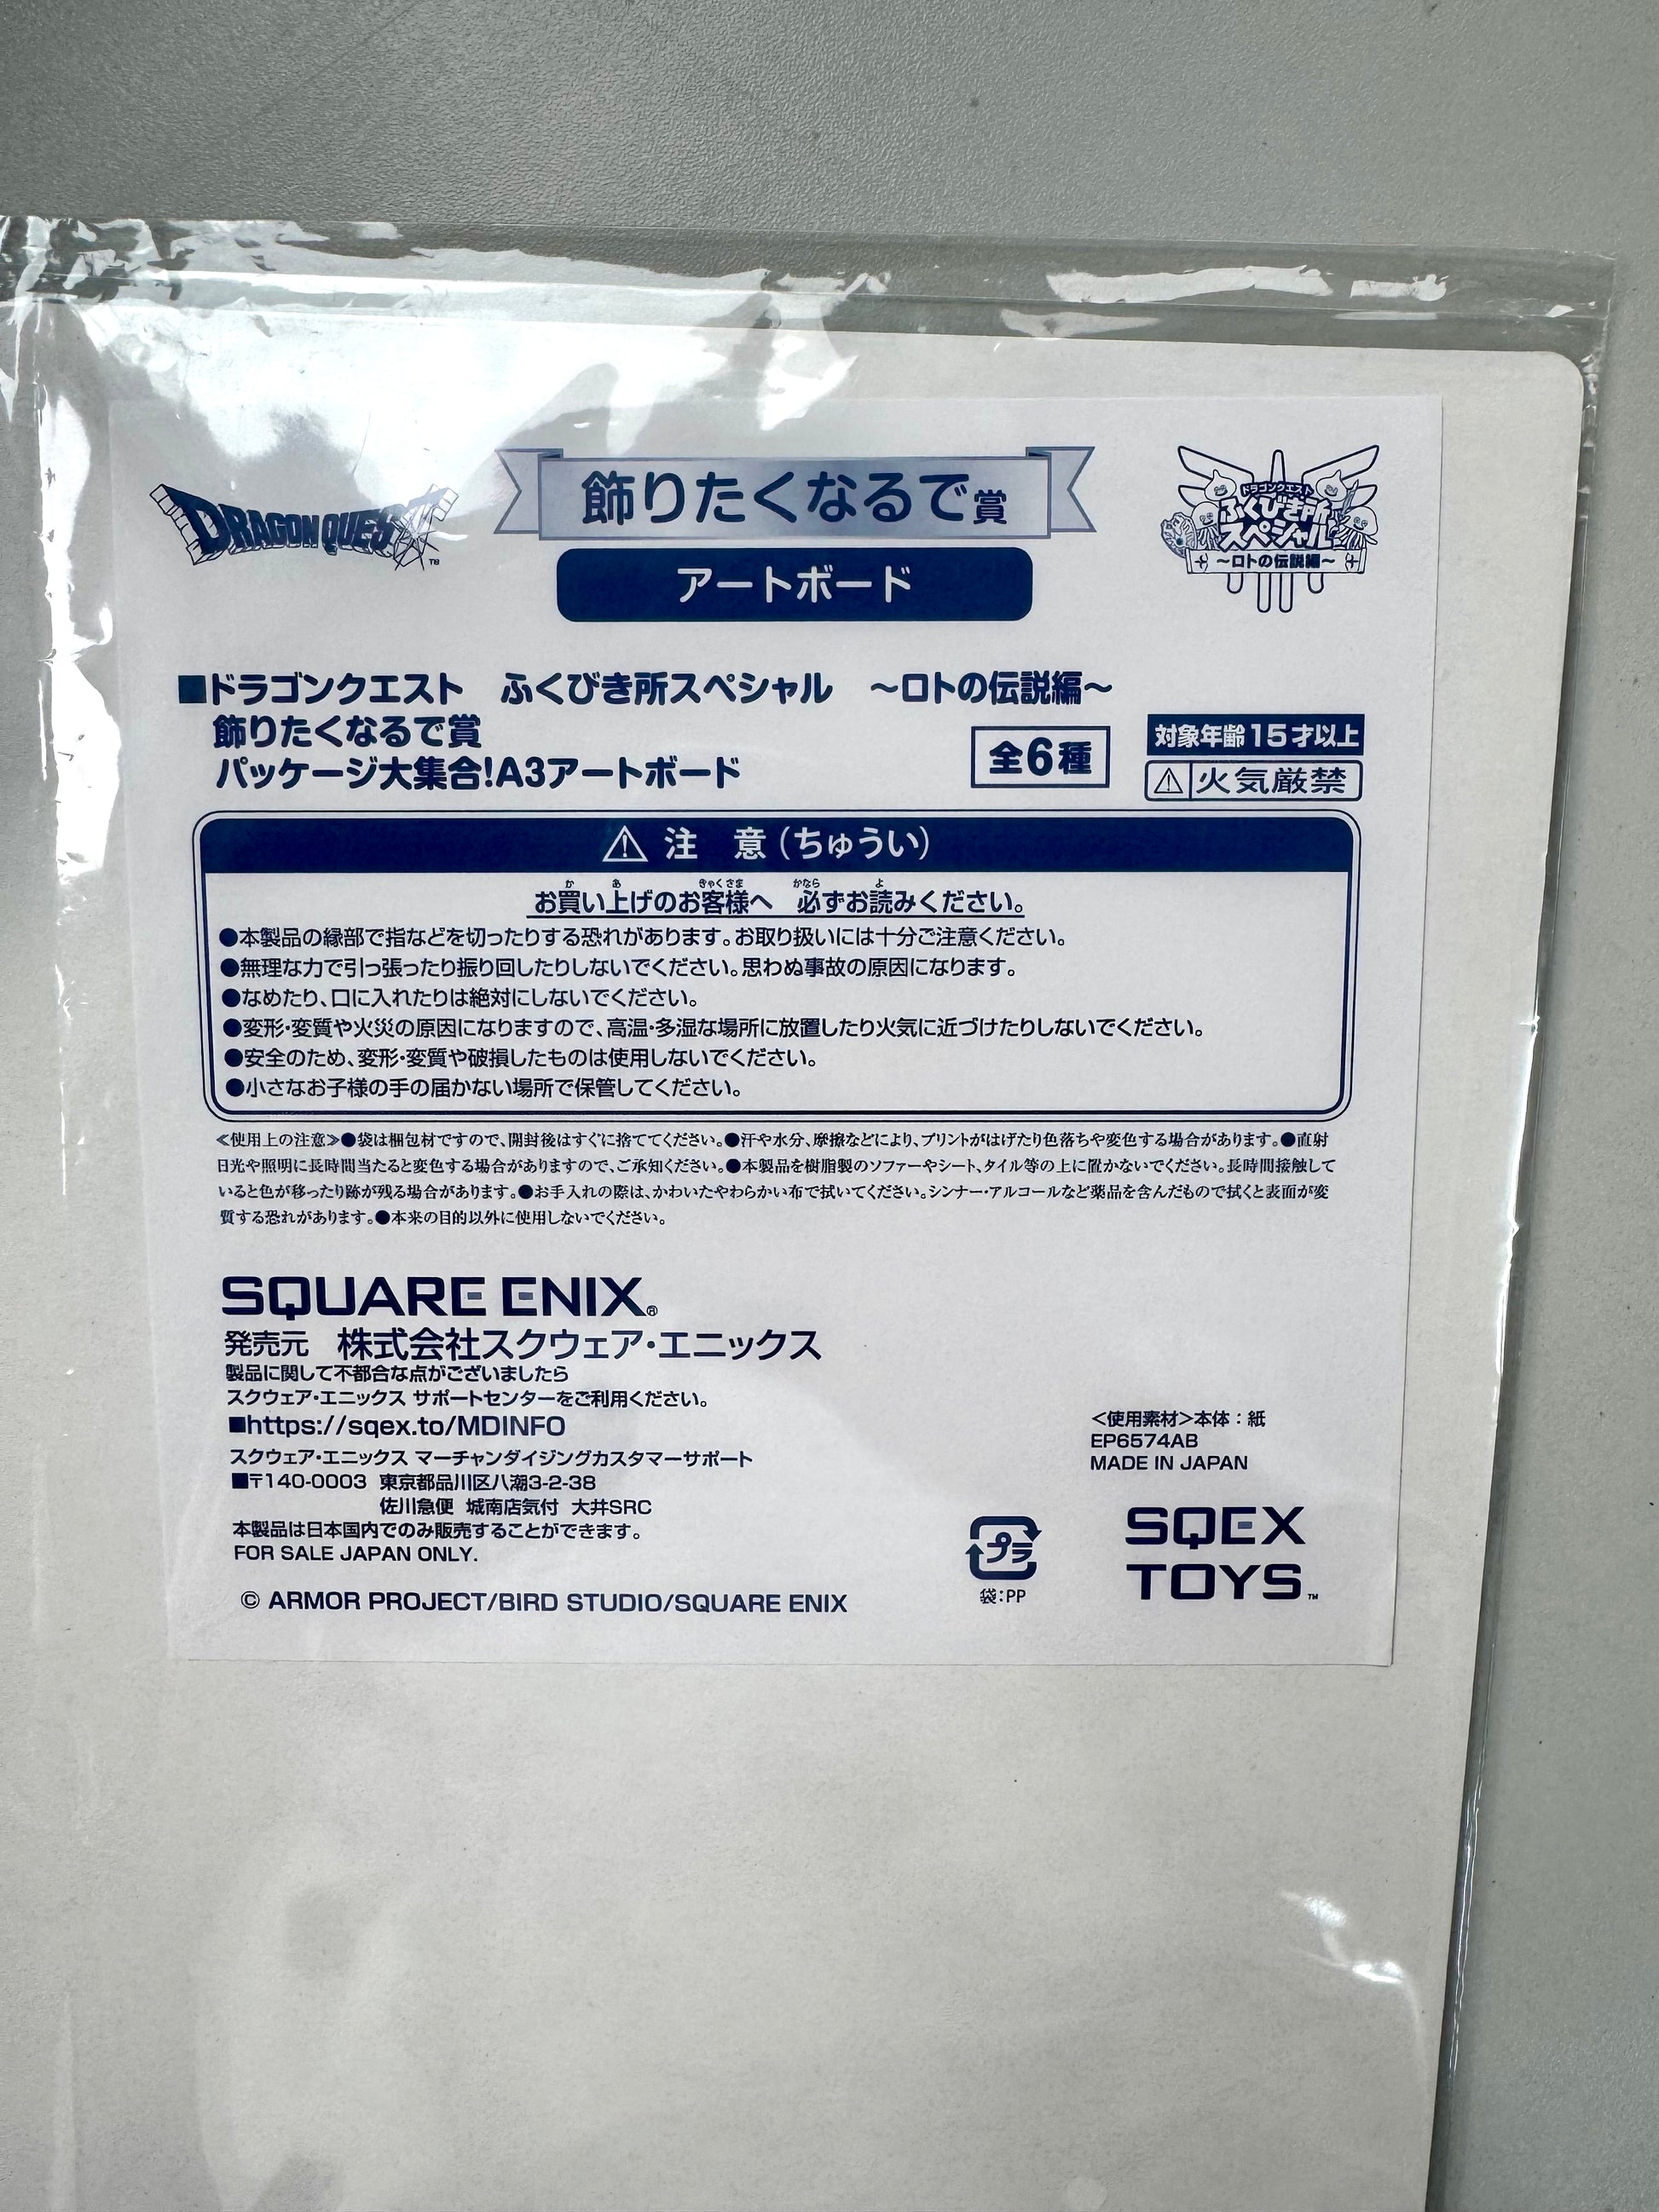 DRAGON QUEST™
飾りたくなるで賞
アートボード
ドラゴンクエスト
ふくびき所
スペシャル
～ロトの伝説編～
■ドラゴンクエスト　ふくびき所スペシャル　～ロトの伝説編～
飾りたくなるで賞
パッケージ大集合!A3アートボード
全6種
対象年齢15才以上
⚠火気厳禁
⚠注　意(ちゅうい)
お買い上げのお客様へ　必ずお読みください。
●本製品の縁部で指などを切ったりする恐れがあります。お取り扱いには十分ご注意ください。
●無理な力で引っ張ったり振り回したりしないでください。思わぬ事故の原因になります。
●なめたり、口に入れたりは絶対にしないでください。
●変形・変質や火災の原因になりますので、高温・多湿な場所に放置したり火気に近づけたりしないでください。
●安全のため、変形・変質や破損したものは使用しないでください。
●小さなお子様の手の届かない場所で保管してください。
≪使用上の注意≫●袋は梱包材ですので、開封後はすぐに捨ててください。●汗や水分、摩擦などにより、プリントがはげたり色落ちや変色する場合があります。●直射
日光や照明に長時間当たると変色する場合がありますので、ご承知ください。●本製品を樹脂製のソファーやシート、タイル等の上に置かないでください。長時間接触して
いると色が移ったり跡が残る場合があります。●お手入れの際は、かわいたやわらかい布で拭いてください。シンナー・アルコールなど薬品を含んだもので拭くと表面が変
質する恐れがあります。●本来の目的以外に使用しないでください。
SQUARE ENIX®
発売元　株式会社スクウェア・エニックス
製品に関して不都合な点がございましたら
スクウェア・エニックス サポートセンターをご利用ください。
■https://sqex.to/MDINFO
スクウェア・エニックス マーチャンダイジングカスタマーサポート
■〒140-0003 東京都品川区八潮3-2-38
佐川急便 城南店気付 大井SRC
本製品は日本国内でのみ販売することができます。
FOR SALE JAPAN ONLY.
© ARMOR PROJECT/BIRD STUDIO/SQUARE ENIX
＜使用素材＞本体：紙
EP6574AB
MADE IN JAPAN
プラ
袋:PP
SQEX
TOYS™